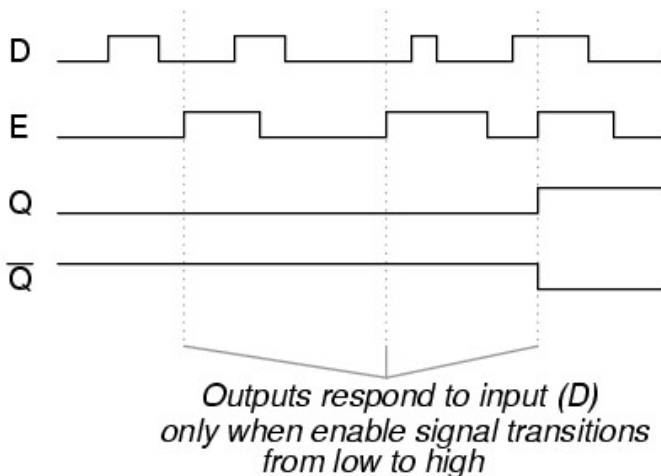 D
E
Q
Q̅
Outputs respond to input (D)
only when enable signal transitions
from low to high